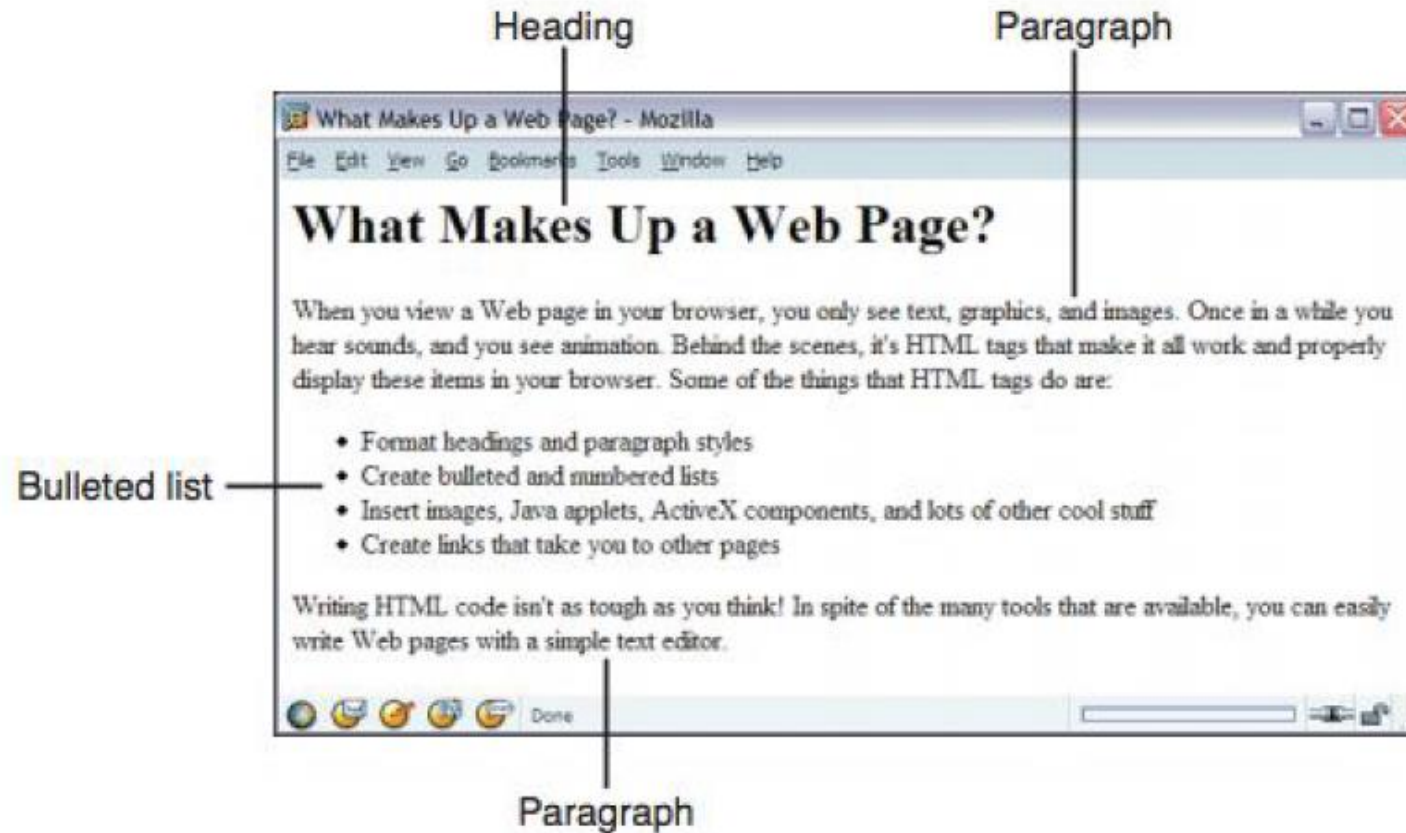 Heading Paragraph
What Makes Up a Web Page? - Mozilla
File Edit View Go Bookmarks Tools Window Help
What Makes Up a Web Page?
When you view a Web page in your browser, you only see text, graphics, and images. Once in a while you
hear sounds, and you see animation. Behind the scenes, it's HTML tags that make it all work and properly
display these items in your browser. Some of the things that HTML tags do are:
• Format headings and paragraph styles
Bulleted list
• Create bulleted and numbered lists
• Insert images, Java applets, ActiveX components, and lots of other cool stuff
• Create links that take you to other pages
Writing HTML code isn't as tough as you think! In spite of the many tools that are available, you can easily
write Web pages with a simple text editor.
Done
Paragraph